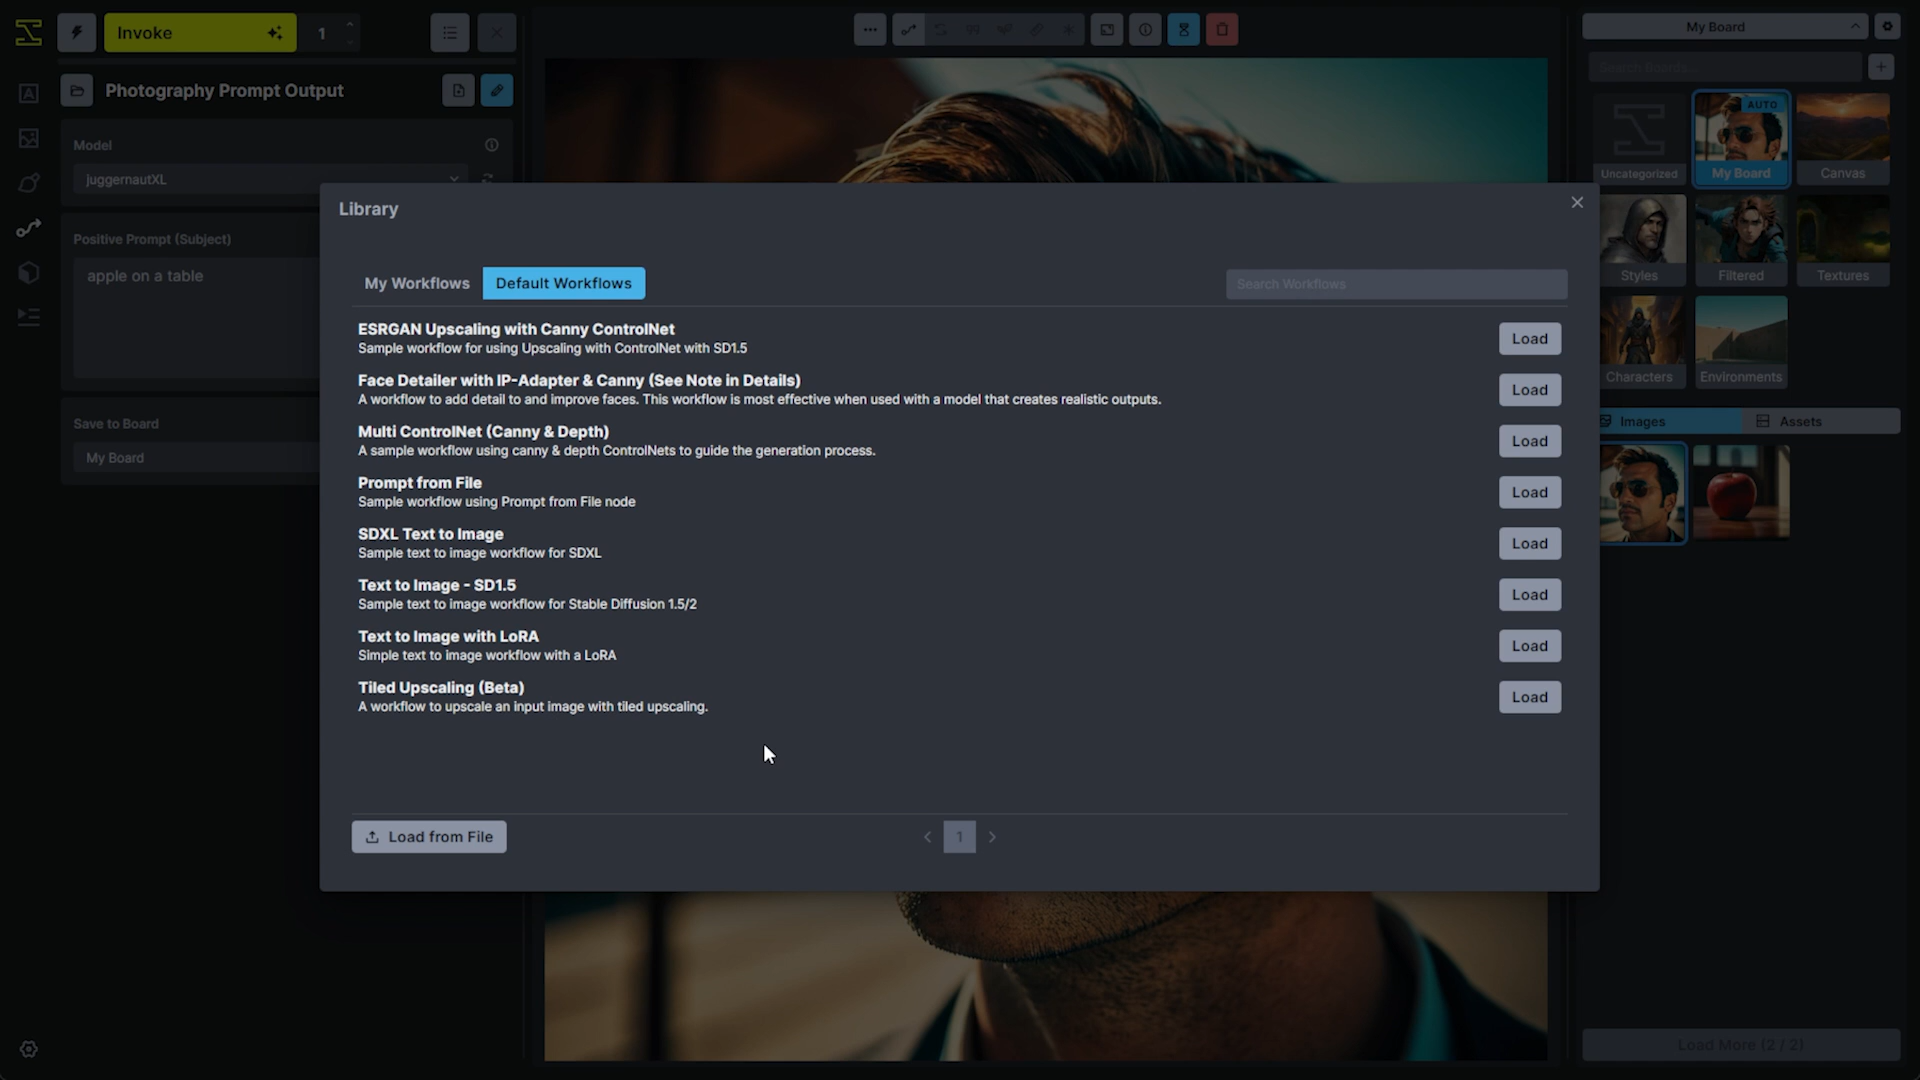 Invoke
1
Photography Prompt Output
Model
juggernautXL
Positive Prompt (Subject)
apple on a table
Save to Board
My Board
Library
My Workflows
Default Workflows
Search Workflows
ESRGAN Upscaling with Canny ControlNet
Sample workflow for using Upscaling with ControlNet with SD1.5
Load
Face Detailer with IP-Adapter & Canny (See Note in Details)
A workflow to add detail to and improve faces. This workflow is most effective when used with a model that creates realistic outputs.
Load
Multi ControlNet (Canny & Depth)
A sample workflow using canny & depth ControlNets to guide the generation process.
Load
Prompt from File
Sample workflow using Prompt from File node
Load
SDXL Text to Image
Sample text to image workflow for SDXL
Load
Text to Image - SD1.5
Sample text to image workflow for Stable Diffusion 1.5/2
Load
Text to Image with LoRA
Simple text to image workflow with a LoRA
Load
Tiled Upscaling (Beta)
A workflow to upscale an input image with tiled upscaling.
Load
Load from File
1
My Board
Search Boards...
AUTO
Uncategorized
My Board
Canvas
Styles
Filtered
Textures
Characters
Environments
Images
Assets
Load More (2 / 2)